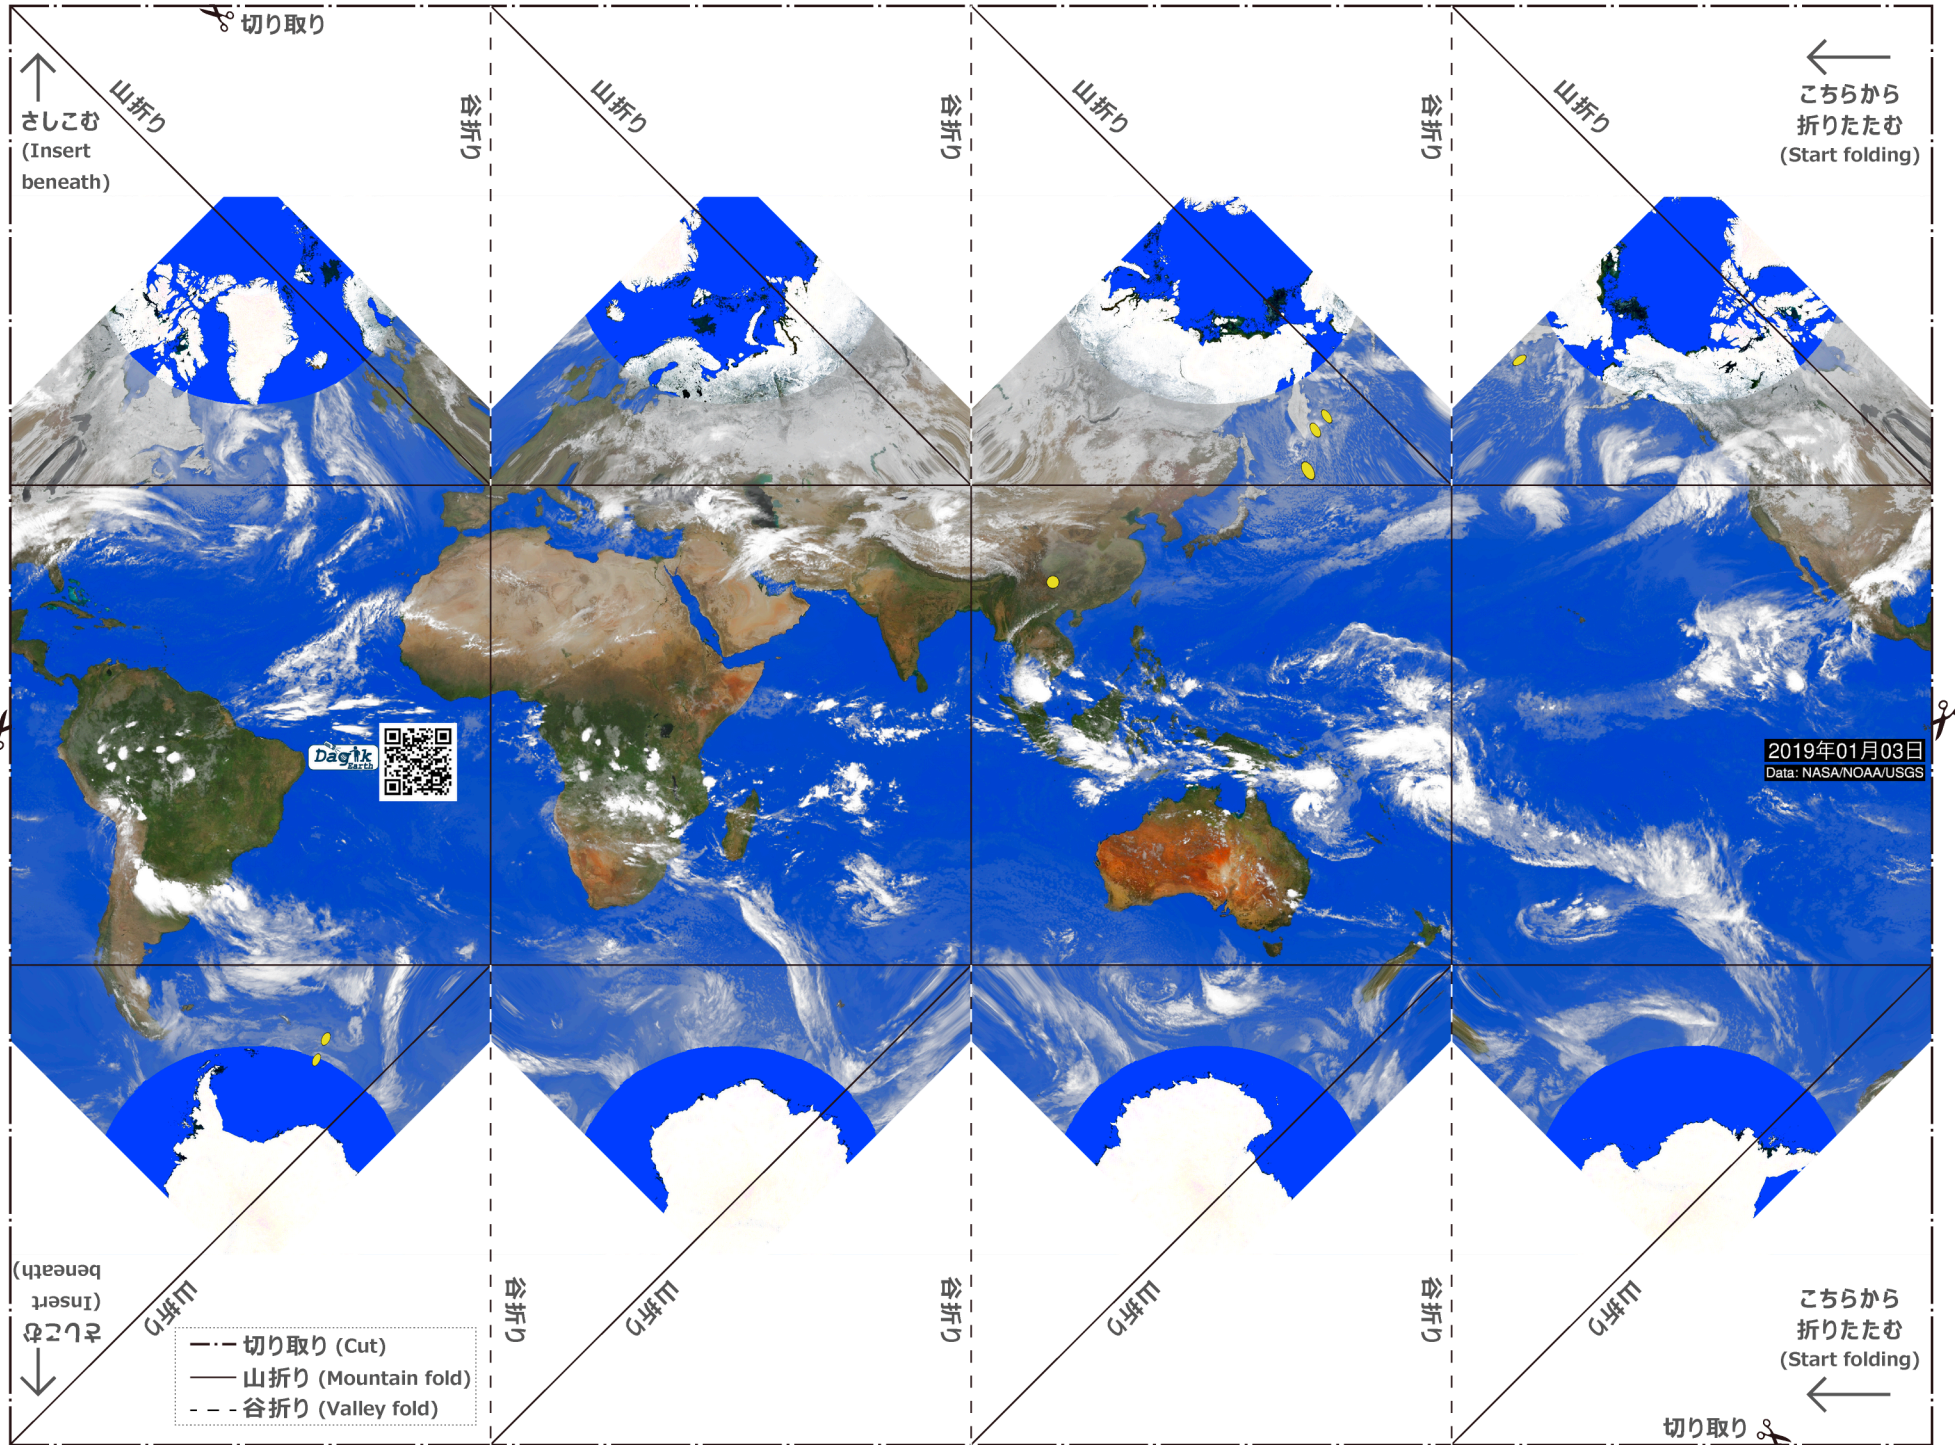 切り取り
さしこむ
(Insert
beneath)
山折り
谷折り
山折り
谷折り
山折り
谷折り
山折り
こちらから
折りたたむ
(Start folding)
Dagik
Earth
2019年01月03日
Data: NASA/NOAA/USGS
さしこむ
(Insert
beneath)
山折り
谷折り
山折り
谷折り
山折り
谷折り
山折り
こちらから
折りたたむ
(Start folding)
切り取り (Cut)
山折り (Mountain fold)
谷折り (Valley fold)
切り取り